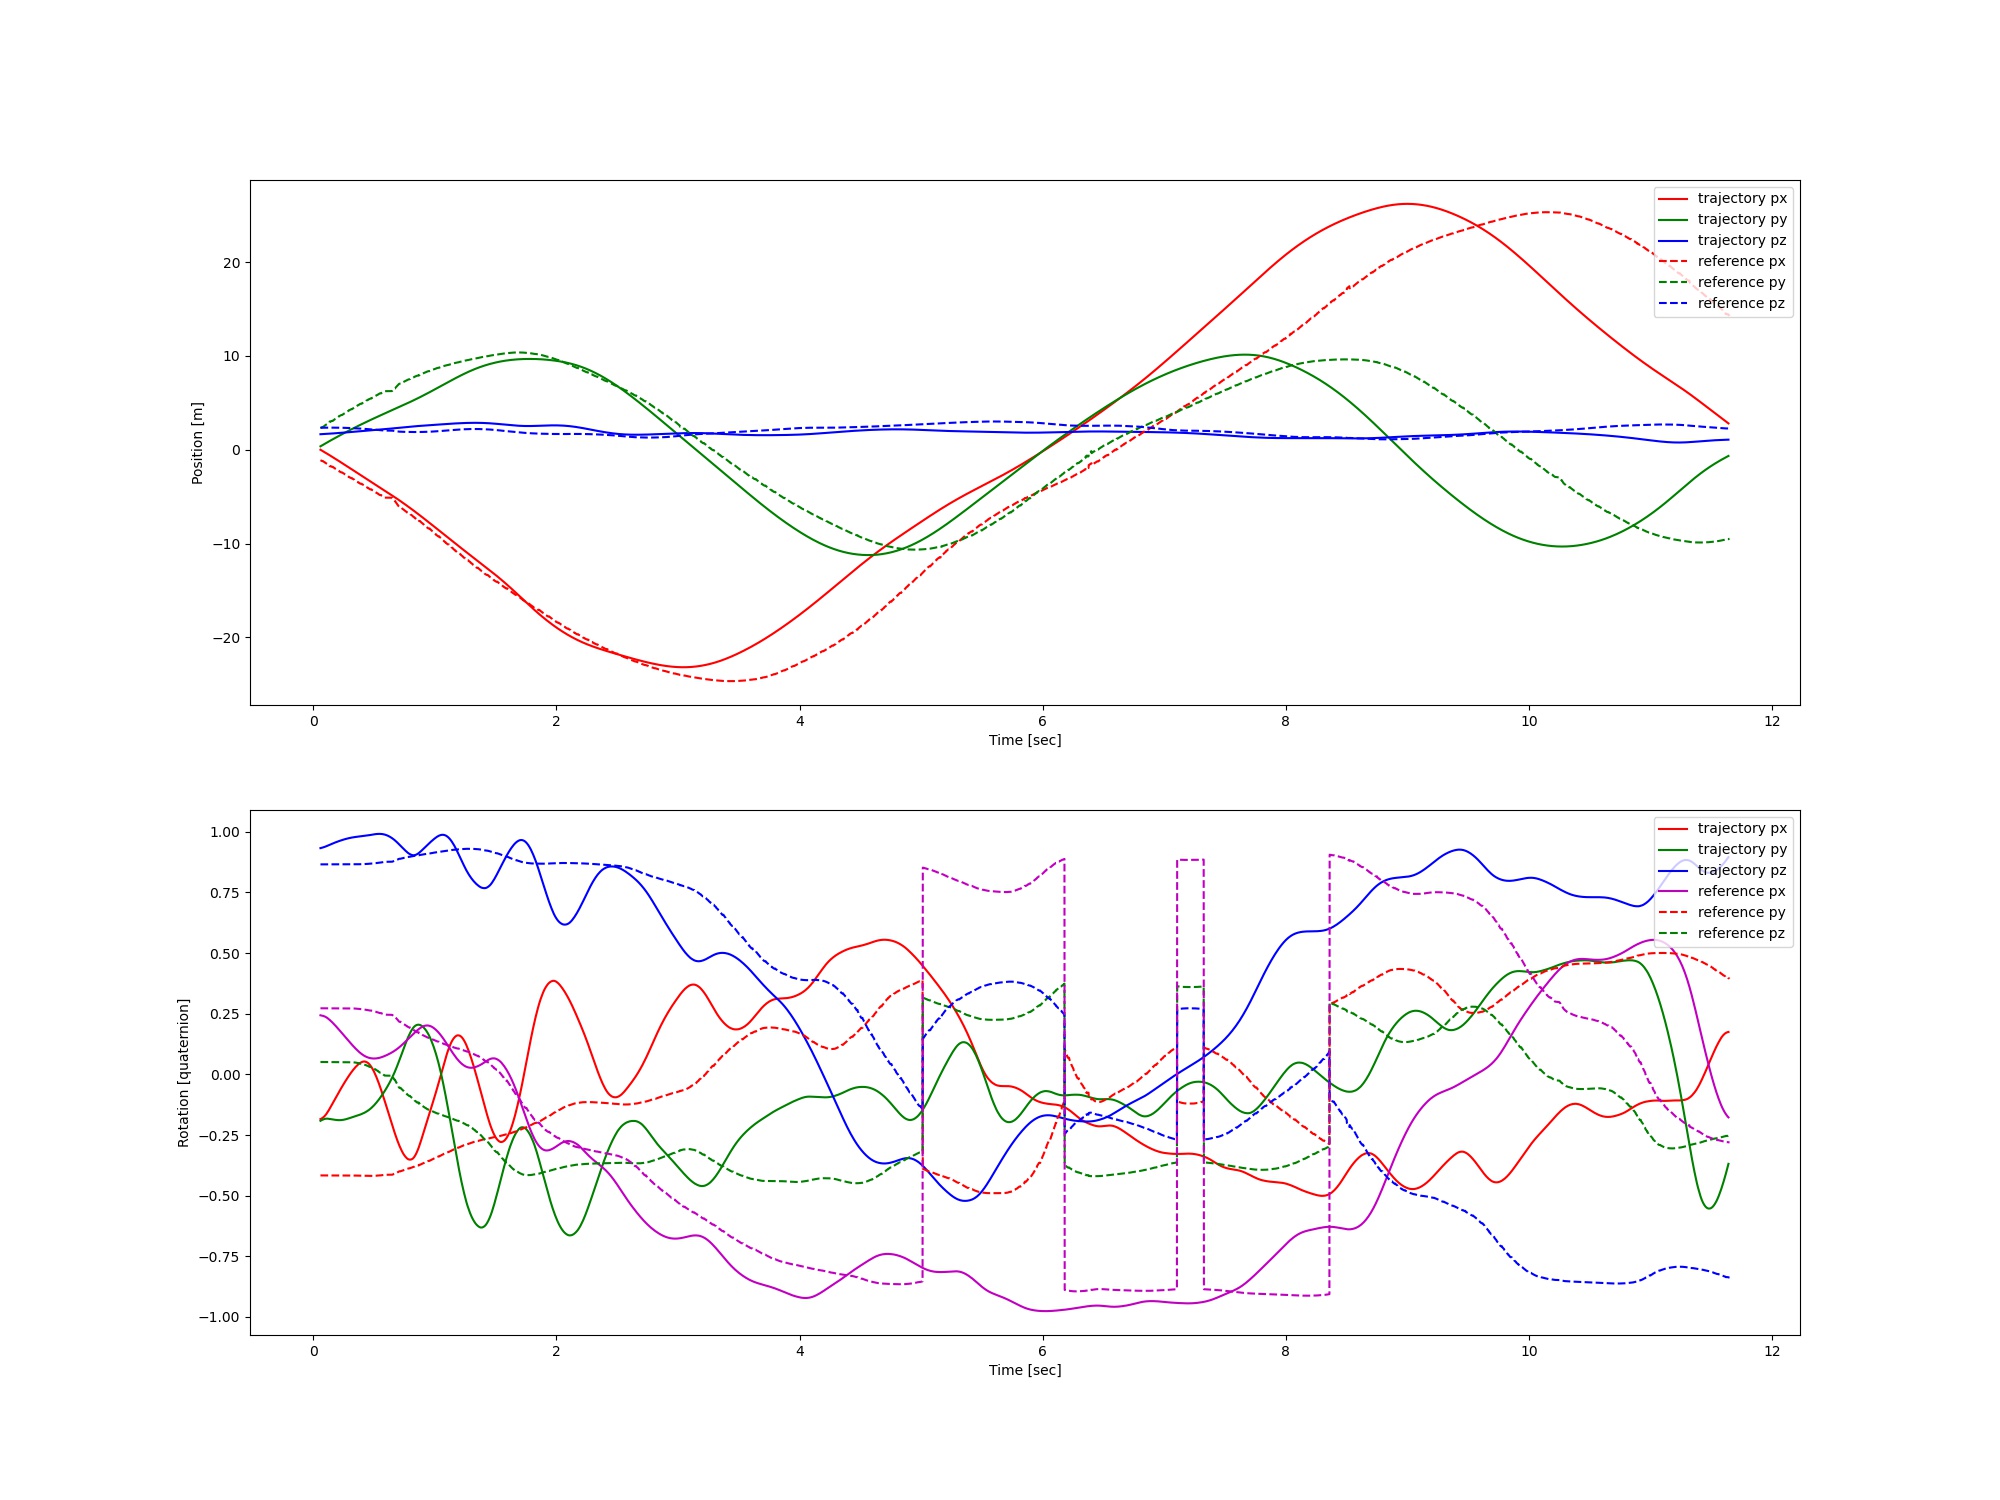 20
10
0
−10
−20
Position [m]
0 2 4 6 8 10 12
Time [sec]
trajectory px
trajectory py
trajectory pz
reference px
reference py
reference pz
1.00
0.75
0.50
0.25
0.00
−0.25
−0.50
−0.75
−1.00
Rotation [quaternion]
0 2 4 6 8 10 12
Time [sec]
trajectory px
trajectory py
trajectory pz
reference px
reference py
reference pz